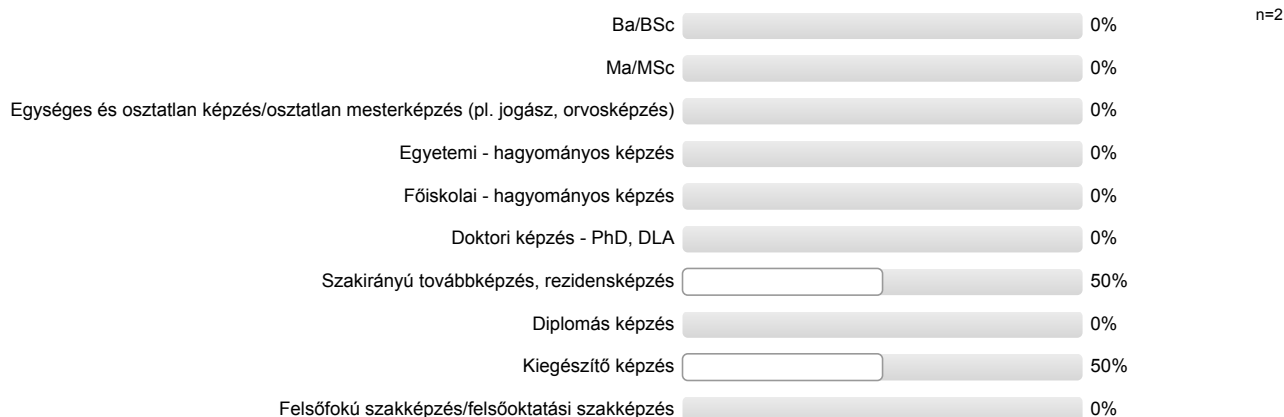 Ba/BSc 0% n=2
Ma/MSc 0%
Egységes és osztatlan képzés/osztatlan mesterképzés (pl. jogász, orvosképzés) 0%
Egyetemi - hagyományos képzés 0%
Főiskolai - hagyományos képzés 0%
Doktori képzés - PhD, DLA 0%
Szakirányú továbbképzés, rezidensképzés 50%
Diplomás képzés 0%
Kiegészítő képzés 50%
Felsőfokú szakképzés/felsőoktatási szakképzés 0%